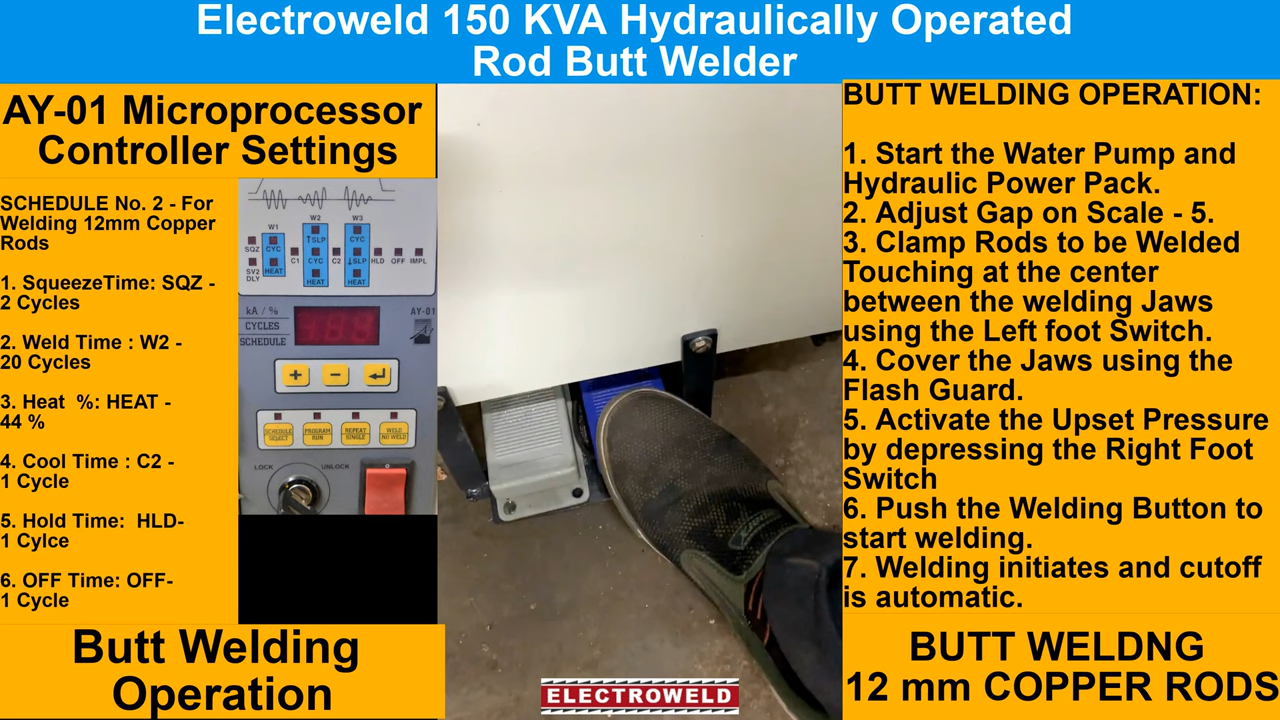 Electroweld 150 KVA Hydraulically Operated
Rod Butt Welder
AY-01 Microprocessor
Controller Settings
SCHEDULE No. 2 - For
Welding 12mm Copper
Rods
1. SqueezeTime: SQZ -
2 Cycles
2. Weld Time : W2 -
20 Cycles
3. Heat %: HEAT -
44 %
4. Cool Time : C2 -
1 Cycle
5. Hold Time: HLD-
1 Cylce
6. OFF Time: OFF-
1 Cycle
Butt Welding
Operation
W1 W2 W3
SQZ CYC C1 SLP C2 CYC HLD OFF IMPL
SV2 DLY HEAT CYC SLP
HEAT HEAT
kA / %
CYCLES
SCHEDULE
AY-01
+ -
SCHEDULE SELECT
PROGRAM RUN
REPEAT SINGLE
WELD NO WELD
LOCK UNLOCK
ELECTROWELD
BUTT WELDING OPERATION:
1. Start the Water Pump and
Hydraulic Power Pack.
2. Adjust Gap on Scale - 5.
3. Clamp Rods to be Welded
Touching at the center
between the welding Jaws
using the Left foot Switch.
4. Cover the Jaws using the
Flash Guard.
5. Activate the Upset Pressure
by depressing the Right Foot
Switch
6. Push the Welding Button to
start welding.
7. Welding initiates and cutoff
is automatic.
BUTT WELDNG
12 mm COPPER RODS